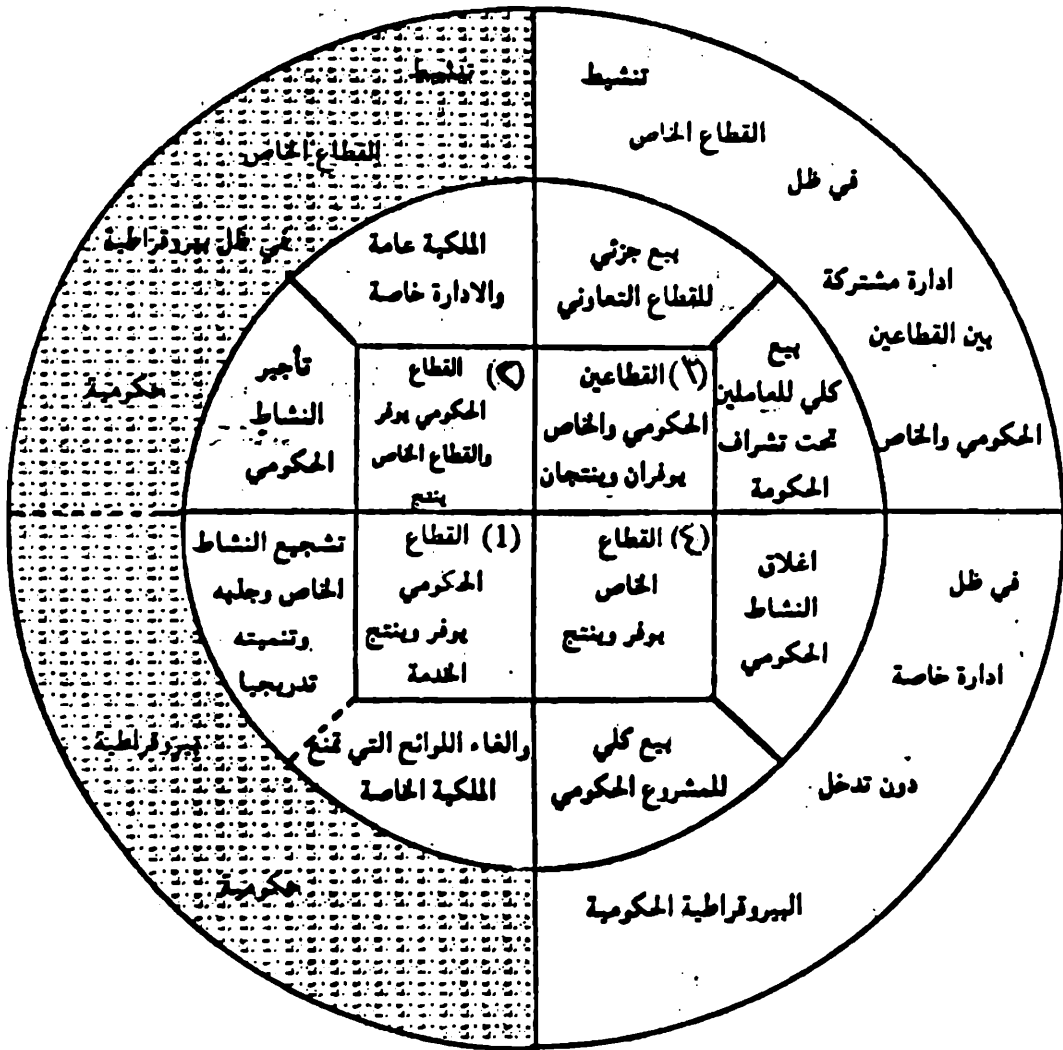 تنشيط
القطاع الخاص
في ظل
ادارة مشتركة
بين القطاعين
الحكومي والخاص
تنشيط
القطاع الخاص
في ظل بيروقراطية
حكومية
بيع جزئي
للقطاع التعاوني
الملكية عامة
والادارة خاصة
بيع
كلي للعاملين
تحت تشراف
الحكومة
(٣) القطاعين
الحكومي والخاص
يوفران وينتجان
(٢) القطاع
الحكومي يوفر
والقطاع الخاص
ينتج
تأجير
النشاط
الحكومي
في ظل
ادارة خاصة
دون تدخل
البيروقراطية الحكومية
اغلاق
النشاط
الحكومي
(٤) القطاع
الخاص
يوفر وينتج
(1) القطاع
الحكومي
يوفر وينتج
الخدمة
تشجيع النشاط
الخاص وجلبه
وتنميته
تدريجيا
بيع كلي
للمشروع الحكومي
والغاء اللوائح التي تمنح
الملكية الخاصة
بيروقراطية
حكومية